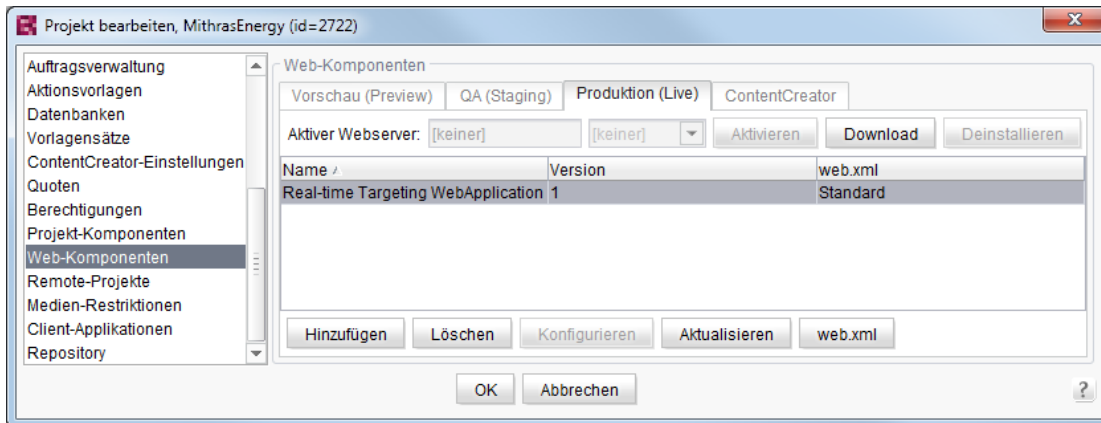 Projekt bearbeiten, MithrasEnergy (id=2722)
Auftragsverwaltung
Aktionsvorlagen
Datenbanken
Vorlagensätze
ContentCreator-Einstellungen
Quoten
Berechtigungen
Projekt-Komponenten
Web-Komponenten
Remote-Projekte
Medien-Restriktionen
Client-Applikationen
Repository
Web-Komponenten
Vorschau (Preview) QA (Staging) Produktion (Live) ContentCreator
Aktiver Webserver: [keiner] [keiner] Aktivieren Download Deinstallieren
Name Version web.xml
Real-time Targeting WebApplication 1 Standard
Hinzufügen Löschen Konfigurieren Aktualisieren web.xml
OK Abbrechen ?